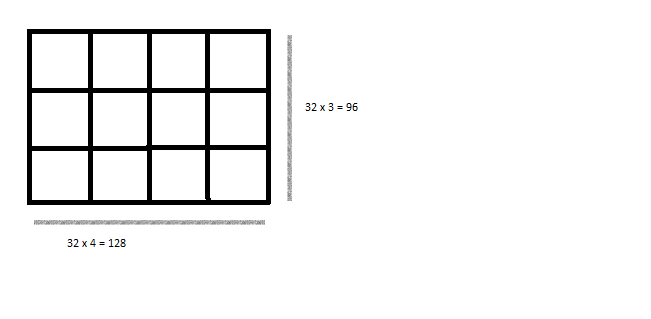 32 x 3 = 96
32 x 4 = 128